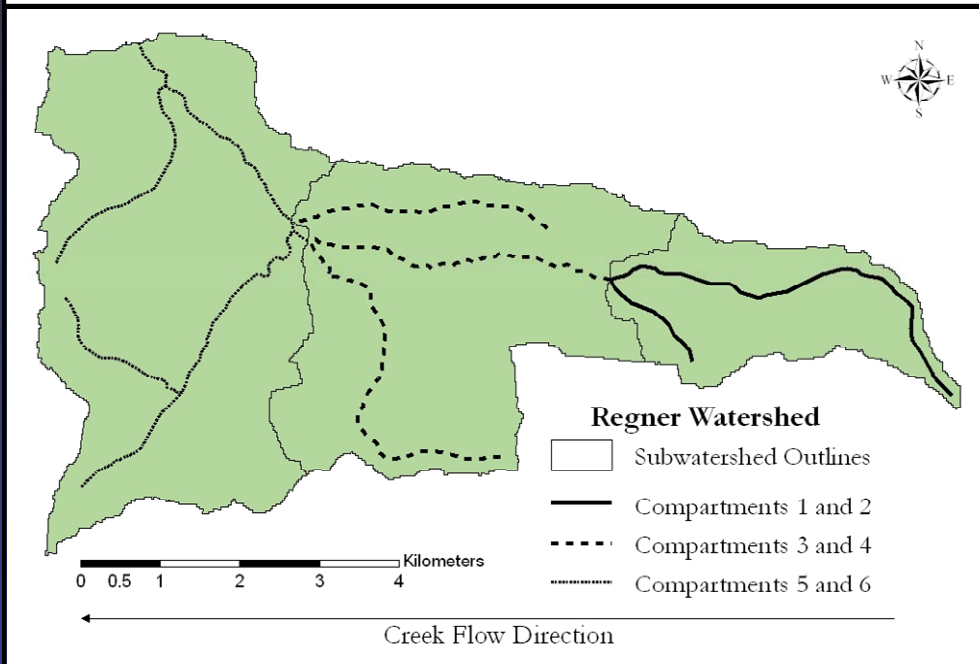 N
W E
S
Regner Watershed
Subwatershed Outlines
Compartments 1 and 2
Compartments 3 and 4
Compartments 5 and 6
Kilometers
0 0.5 1 2 3 4
Creek Flow Direction